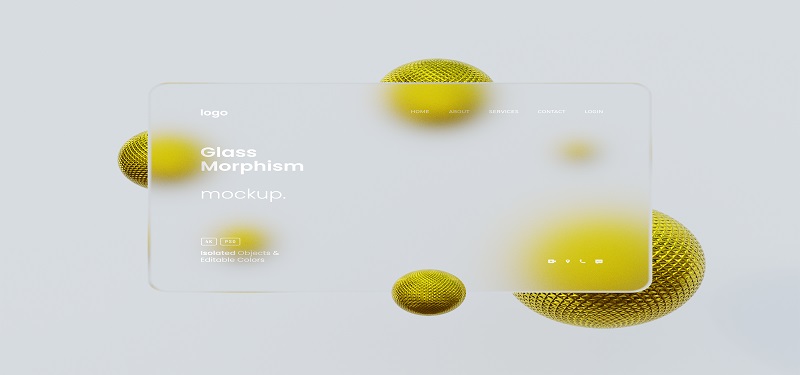 logo
HOME ABOUT SERVICES CONTACT LOGIN
Glass
Morphism
mockup.
4K PSD
Isolated Objects &
Editable Colors